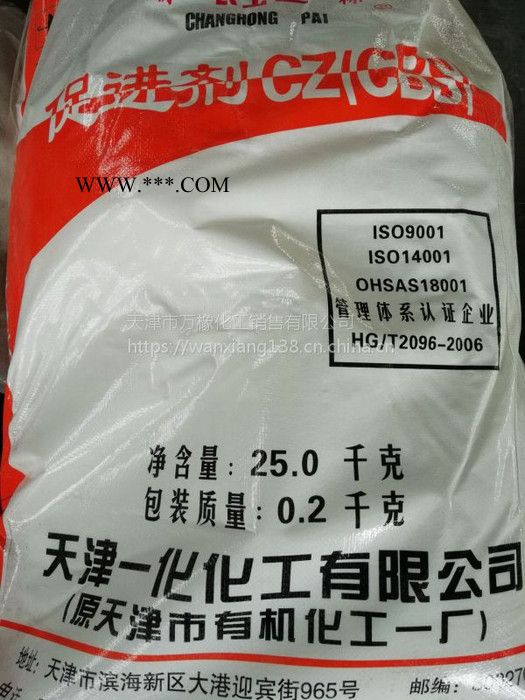 CHANGHONG PAI
促进剂CZ(CBS)
WWW.***.COM
ISO9001
ISO14001
OHSAS18001
管理体系认证企业
HG/T2096-2006
天津市万橡化工销售有限公司
https://wanxiang138.cn.china.cn
净含量：25.0 千克
包装质量：0.2 千克
天津一化化工有限公司
(原天津市有机化工一厂)
地址：天津市滨海新区大港迎宾街965号
邮编：
电话